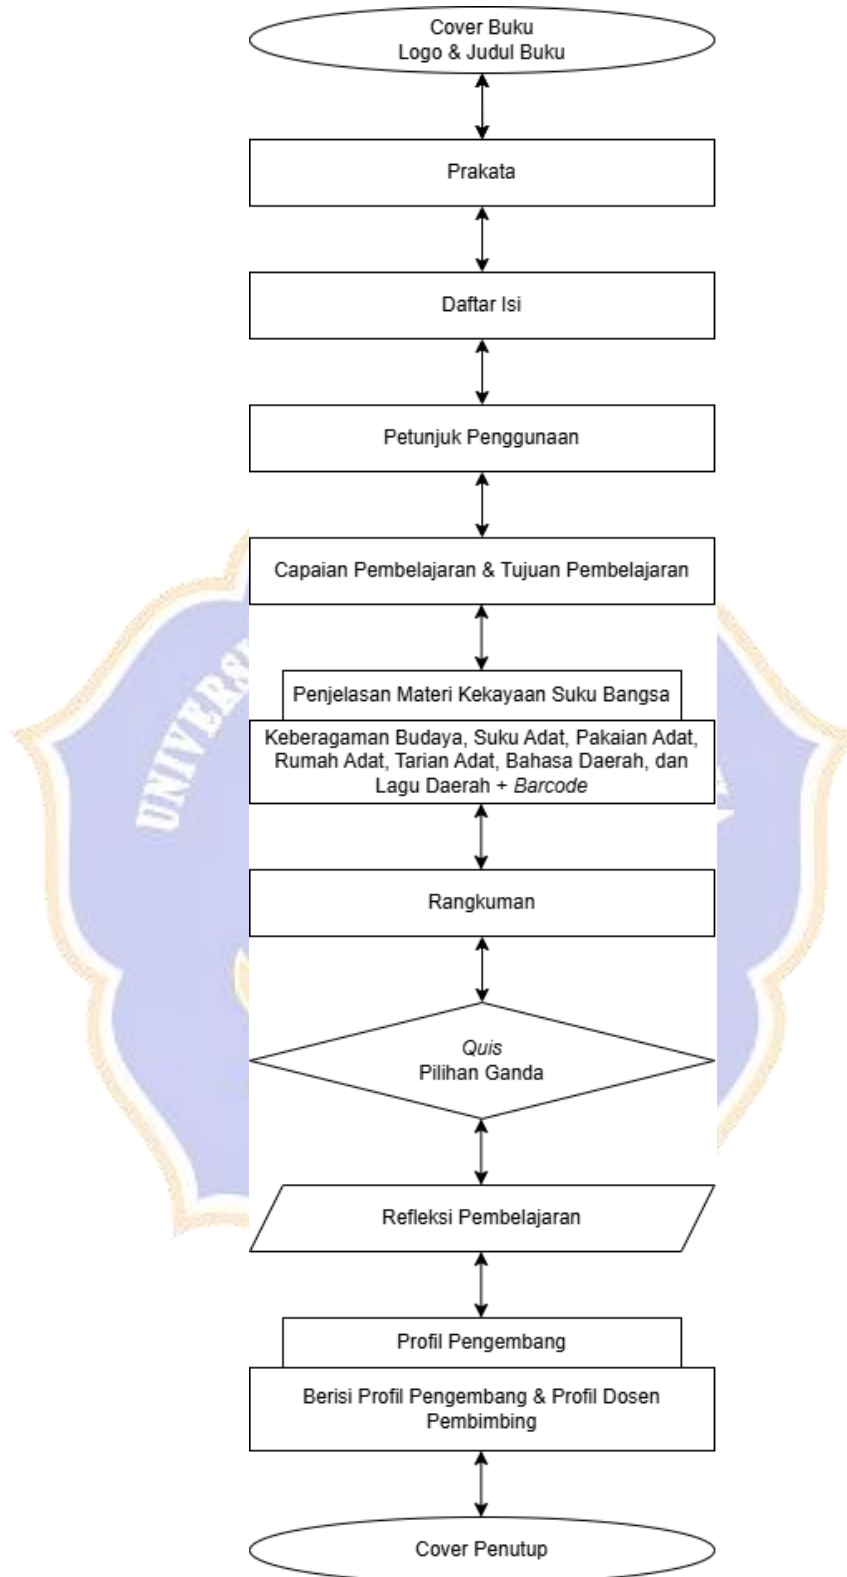 Cover Buku
Logo & Judul Buku
Prakata
Daftar Isi
Petunjuk Penggunaan
Capaian Pembelajaran & Tujuan Pembelajaran
Penjelasan Materi Kekayaan Suku Bangsa
Keberagaman Budaya, Suku Adat, Pakaian Adat,
Rumah Adat, Tarian Adat, Bahasa Daerah, dan
Lagu Daerah + Barcode
Rangkuman
Quis
Pilihan Ganda
Refleksi Pembelajaran
Profil Pengembang
Berisi Profil Pengembang & Profil Dosen
Pembimbing
Cover Penutup